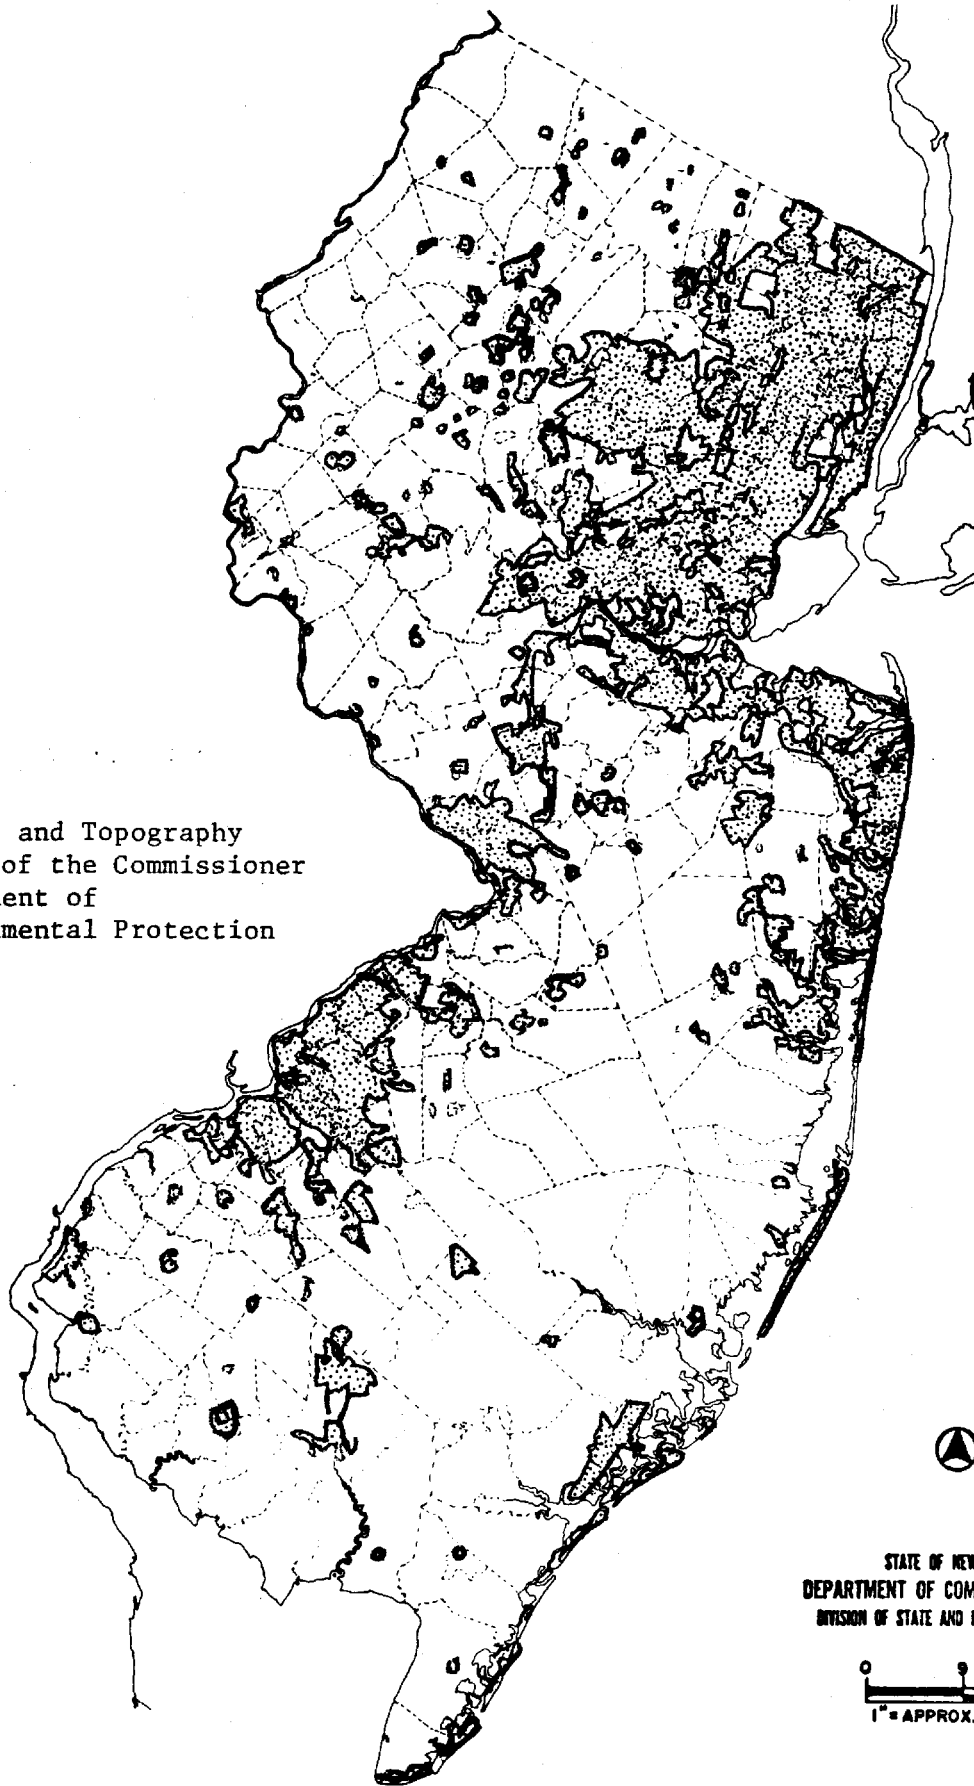 and Topography
of the Commissioner
ent of
mental Protection
STATE OF NEW
DEPARTMENT OF COM
DIVISION OF STATE AND
0 9
1" = APPROX.